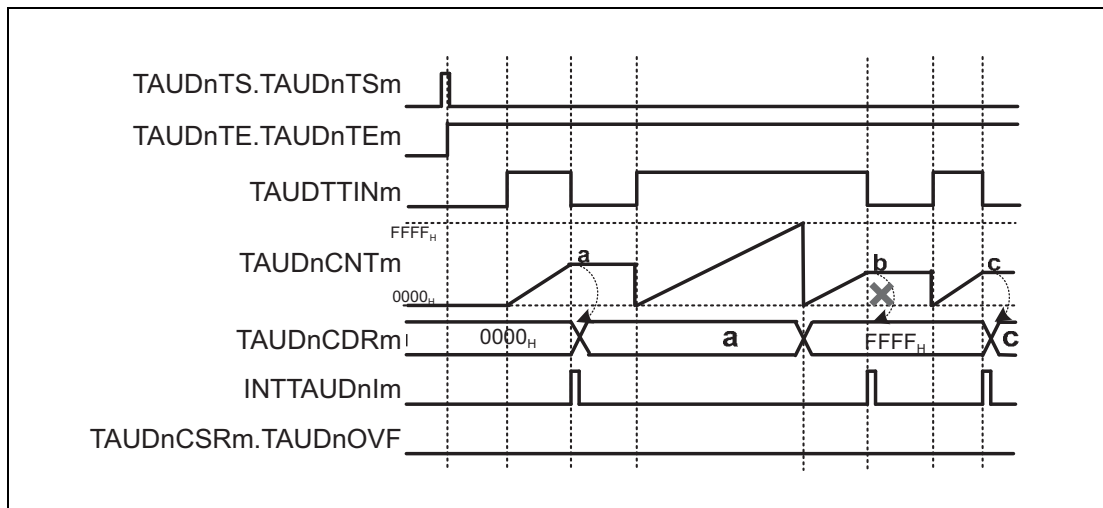 TAUDnTS.TAUDnTSm
TAUDnTE.TAUDnTEm
TAUDTTINm
FFFFH
TAUDnCNTm
a
b
c
0000H
TAUDnCDRm
0000H
a
FFFFH
c
INTTAUDnIm
TAUDnCSRm.TAUDnOVF